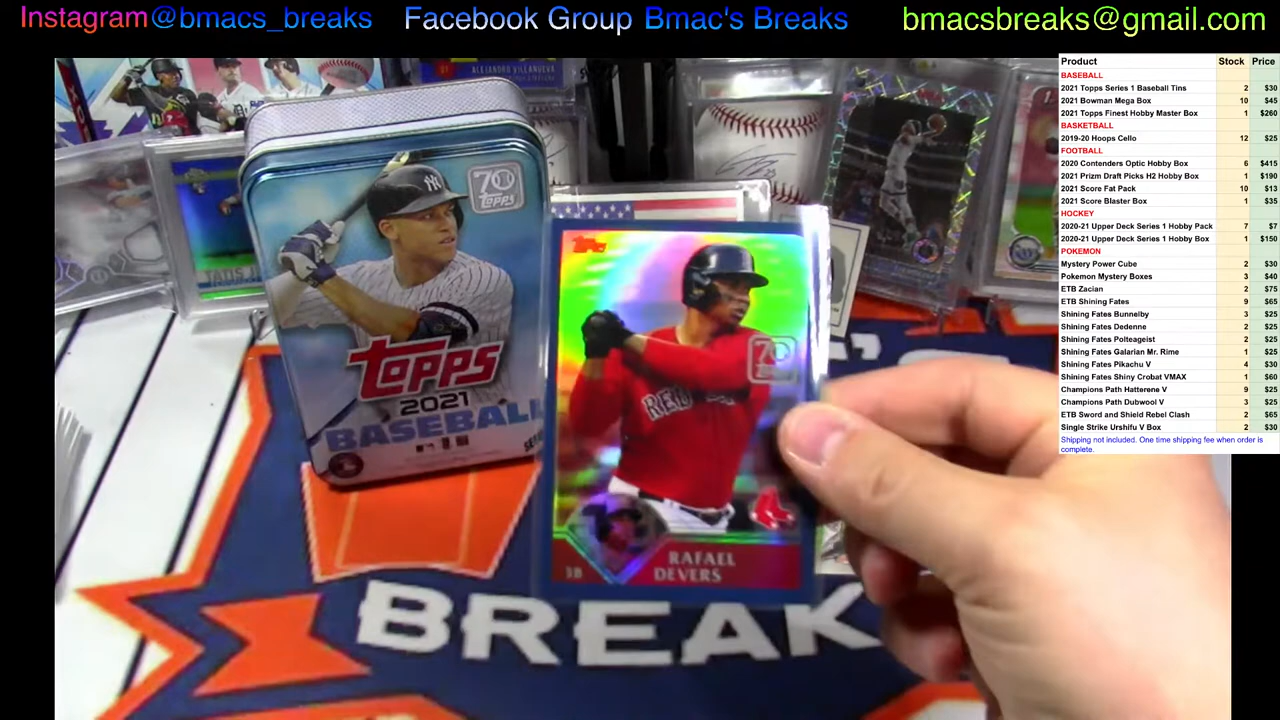 Instagram@bmacs_breaks Facebook Group Bmac's Breaks bmacsbreaks@gmail.com
Product Stock Price
BASEBALL
2021 Topps Series 1 Baseball Tins 2 $30
2021 Bowman Mega Box 10 $45
2021 Topps Finest Hobby Master Box 1 $260
BASKETBALL
2019-20 Hoops Cello 12 $25
FOOTBALL
2020 Contenders Optic Hobby Box 6 $415
2021 Prizm Draft Picks H2 Hobby Box 1 $190
2021 Score Fat Pack 10 $13
2021 Score Blaster Box 1 $35
HOCKEY
2020-21 Upper Deck Series 1 Hobby Pack 7 $7
2020-21 Upper Deck Series 1 Hobby Box 1 $150
POKEMON
Mystery Power Cube 2 $30
Pokemon Mystery Boxes 3 $40
ETB Zacian 2 $75
ETB Shining Fates 9 $65
Shining Fates Bunnelby 3 $25
Shining Fates Dedenne 2 $25
Shining Fates Polteageist 2 $25
Shining Fates Galarian Mr. Rime 1 $25
Shining Fates Pikachu V 4 $30
Shining Fates Shiny Crobat VMAX 1 $60
Champions Path Hatterene V 9 $25
Champions Path Dubwool V 3 $25
ETB Sword and Shield Rebel Clash 2 $65
Single Strike Urshifu V Box 2 $30
Shipping not included. One time shipping fee when order is
complete.
ALEJANDRO VILLANUEVA
70
TOPPS
TOPPS
2021
BASEBALL
Topps
70
RED
RAFAEL
3B DEVERS
BREAK